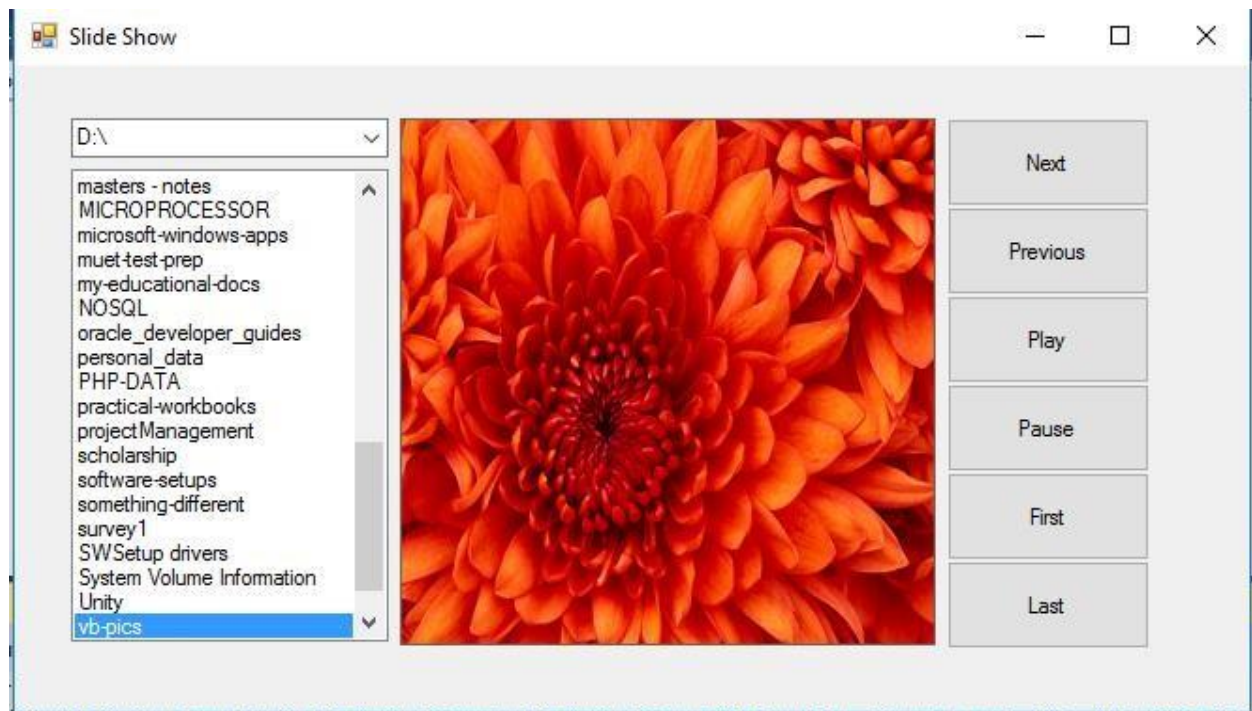 Slide Show
D:\
masters - notes
MICROPROCESSOR
microsoft-windows-apps
muet-test-prep
my-educational-docs
NOSQL
oracle_developer_guides
personal_data
PHP-DATA
practical-workbooks
projectManagement
scholarship
software-setups
something-different
survey1
SWSetup drivers
System Volume Information
Unity
vb-pics
Next
Previous
Play
Pause
First
Last